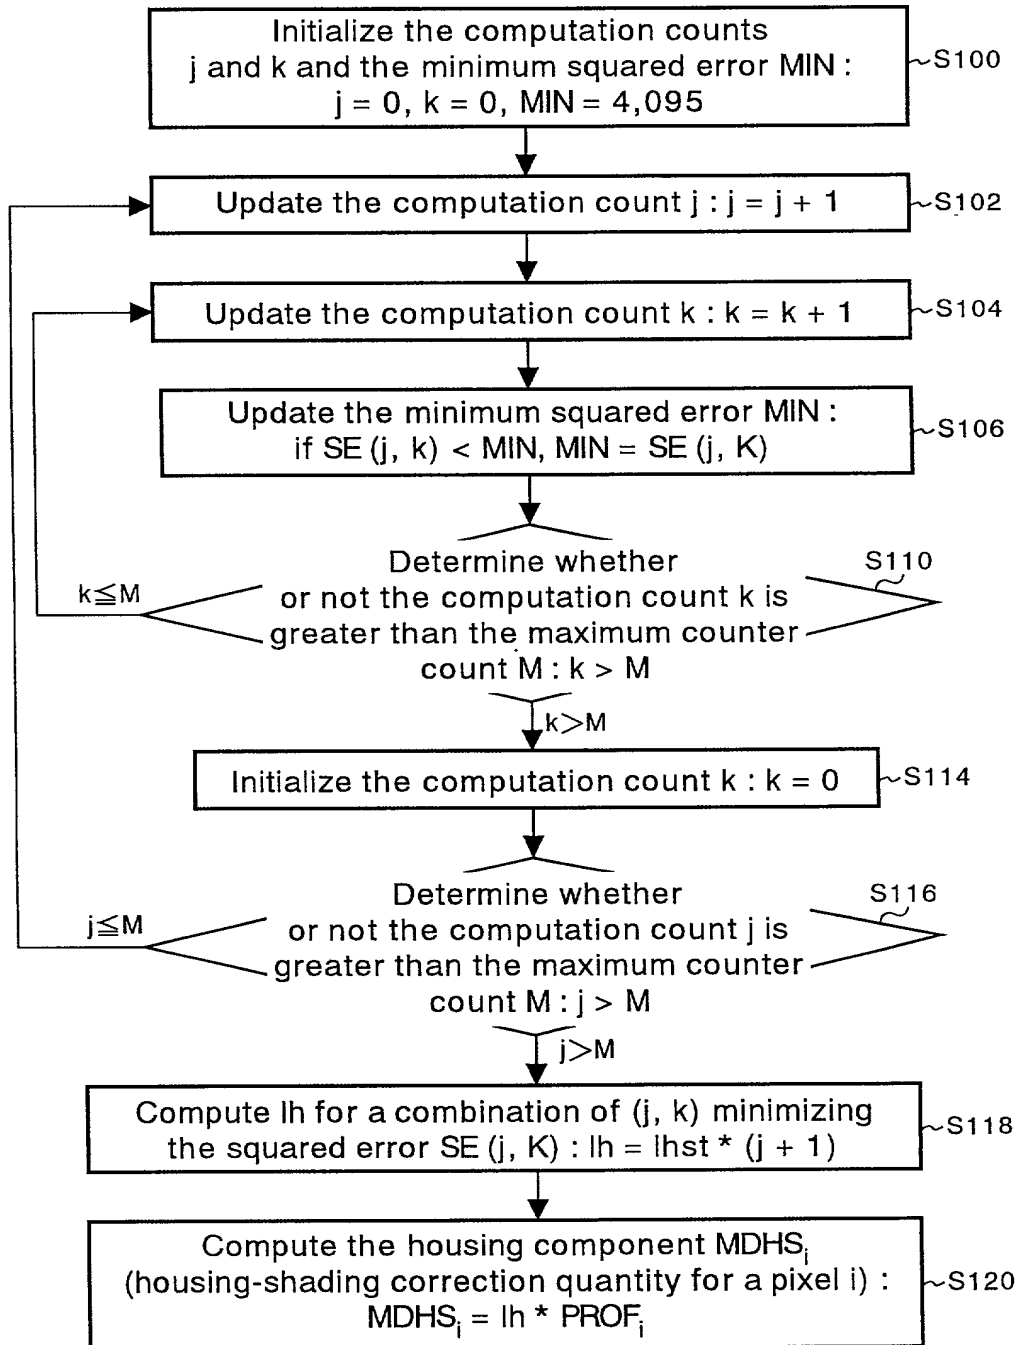 Initialize the computation counts
j and k and the minimum squared error MIN :
j = 0, k = 0, MIN = 4,095
S100
Update the computation count j : j = j + 1
S102
Update the computation count k : k = k + 1
S104
Update the minimum squared error MIN :
if SE (j, k) < MIN, MIN = SE (j, K)
S106
Determine whether
or not the computation count k is
greater than the maximum counter
count M : k > M
S110
k≦M
k>M
Initialize the computation count k : k = 0
S114
Determine whether
or not the computation count j is
greater than the maximum counter
count M : j > M
S116
j≦M
j>M
Compute lh for a combination of (j, k) minimizing
the squared error SE (j, K) : lh = lhst * (j + 1)
S118
Compute the housing component MDHSi
(housing-shading correction quantity for a pixel i) :
MDHSi = lh * PROFi
S120